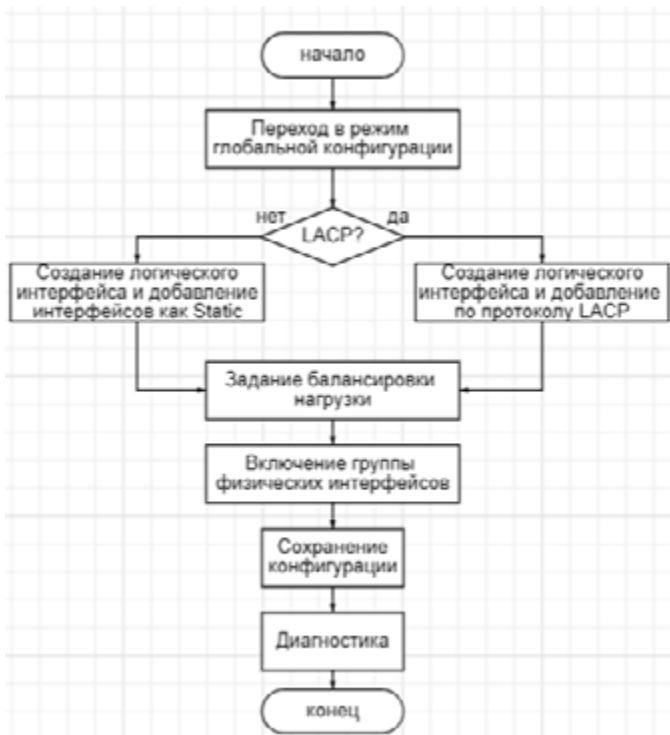 начало
Переход в режим
глобальной конфигурации
нет
да
LACP?
Создание логического
интерфейса и добавление
интерфейсов как Static
Создание логического
интерфейса и добавление
по протоколу LACP
Задание балансировки
нагрузки
Включение группы
физических интерфейсов
Сохранение
конфигурации
Диагностика
конец